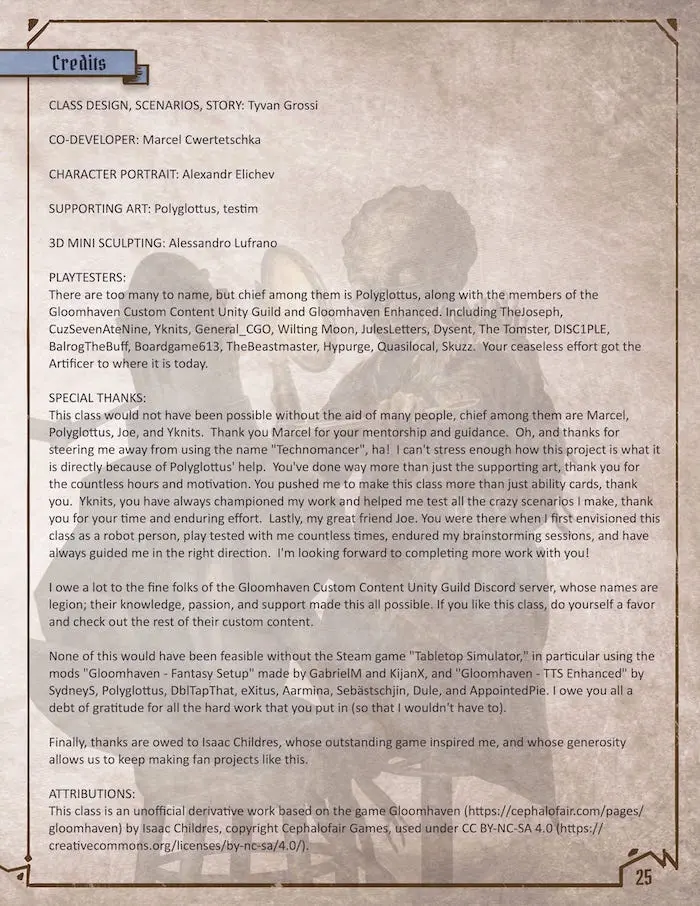 Credits
CLASS DESIGN, SCENARIOS, STORY: Tyvan Grossi
CO-DEVELOPER: Marcel Cwertetschka
CHARACTER PORTRAIT: Alexandr Elichev
SUPPORTING ART: Polyglottus, testim
3D MINI SCULPTING: Alessandro Lufrano
PLAYTESTERS:
There are too many to name, but chief among them is Polyglottus, along with the members of the
Gloomhaven Custom Content Unity Guild and Gloomhaven Enhanced. Including TheJoseph,
CuzSevenAteNine, Yknits, General_CGO, Wilting Moon, JulesLetters, Dysent, The Tomster, DISC1PLE,
BalrogTheBuff, Boardgame613, TheBeastmaster, Hypurge, Quasilocal, Skuzz.  Your ceaseless effort got the
Artificer to where it is today.
SPECIAL THANKS:
This class would not have been possible without the aid of many people, chief among them are Marcel,
Polyglottus, Joe, and Yknits.  Thank you Marcel for your mentorship and guidance.  Oh, and thanks for
steering me away from using the name "Technomancer", ha!  I can't stress enough how this project is what it
is directly because of Polyglottus' help.  You've done way more than just the supporting art, thank you for
the countless hours and motivation. You pushed me to make this class more than just ability cards, thank
you.  Yknits, you have always championed my work and helped me test all the crazy scenarios I make, thank
you for your time and enduring effort.  Lastly, my great friend Joe. You were there when I first envisioned this
class as a robot person, play tested with me countless times, endured my brainstorming sessions, and have
always guided me in the right direction.  I'm looking forward to completing more work with you!
I owe a lot to the fine folks of the Gloomhaven Custom Content Unity Guild Discord server, whose names are
legion; their knowledge, passion, and support made this all possible. If you like this class, do yourself a favor
and check out the rest of their custom content.
None of this would have been feasible without the Steam game "Tabletop Simulator," in particular using the
mods "Gloomhaven - Fantasy Setup" made by GabrielM and KijanX, and "Gloomhaven - TTS Enhanced" by
SydneyS, Polyglottus, DblTapThat, eXitus, Aarmina, Sebästschjin, Dule, and AppointedPie. I owe you all a
debt of gratitude for all the hard work that you put in (so that I wouldn't have to).
Finally, thanks are owed to Isaac Childres, whose outstanding game inspired me, and whose generosity
allows us to keep making fan projects like this.
ATTRIBUTIONS:
This class is an unofficial derivative work based on the game Gloomhaven (https://cephalofair.com/pages/
gloomhaven) by Isaac Childres, copyright Cephalofair Games, used under CC BY-NC-SA 4.0 (https://
creativecommons.org/licenses/by-nc-sa/4.0/).
25